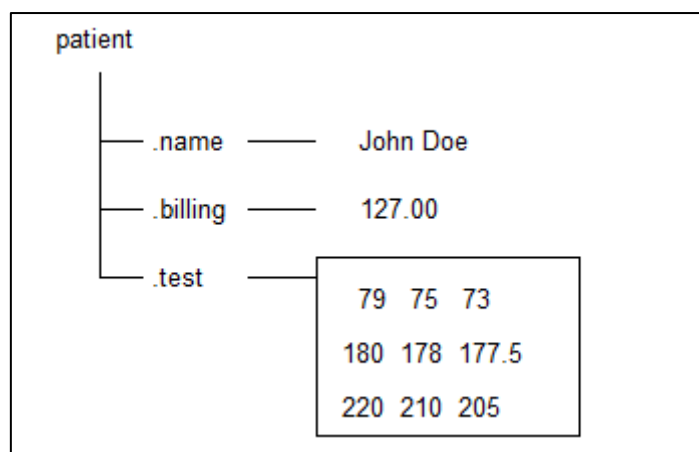 patient
.name John Doe
.billing 127.00
.test
79 75 73
180 178 177.5
220 210 205